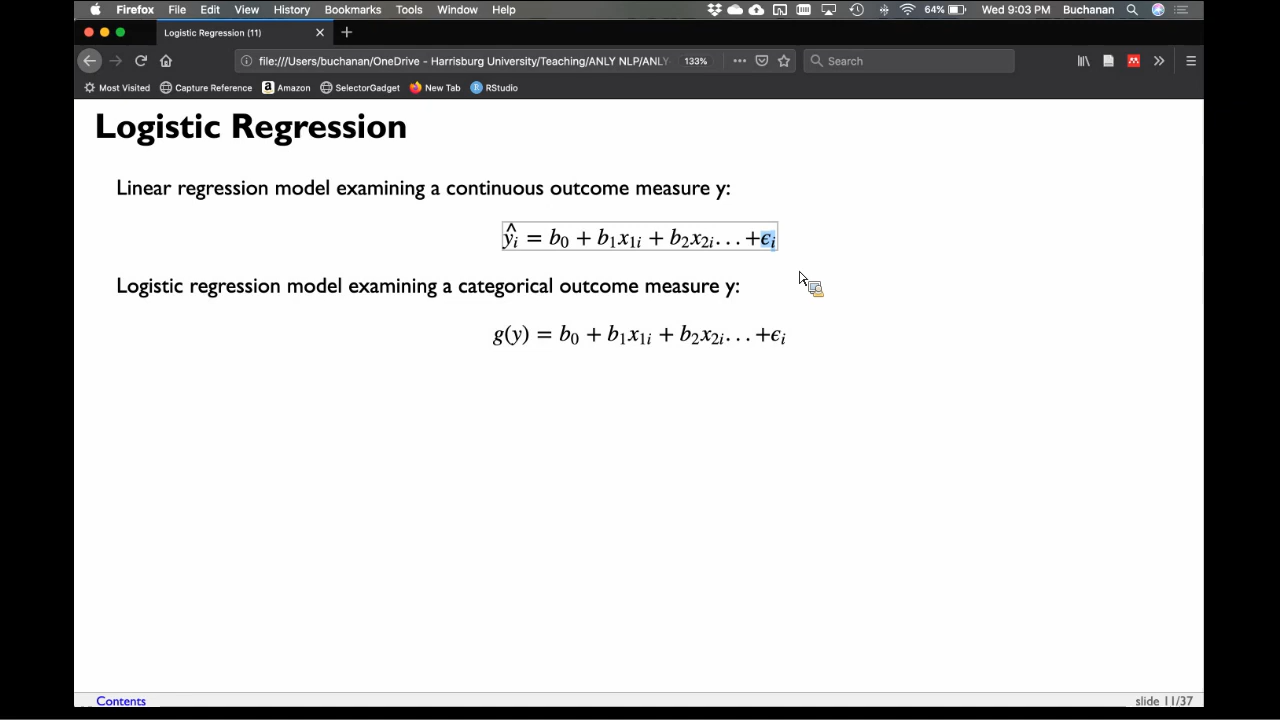 Firefox File Edit View History Bookmarks Tools Window Help 64% Wed 9:03 PM Buchanan
Logistic Regression (11)
file:///Users/buchanan/OneDrive - Harrisburg University/Teaching/ANLY NLP/ANLY 133% Search
Most Visited Capture Reference Amazon SelectorGadget New Tab RStudio
Logistic Regression
Linear regression model examining a continuous outcome measure y:
ŷᵢ = b₀ + b₁x₁ᵢ + b₂x₂ᵢ. . . +ϵᵢ
Logistic regression model examining a categorical outcome measure y:
g(y) = b₀ + b₁x₁ᵢ + b₂x₂ᵢ. . . +ϵᵢ
Contents slide 11/37